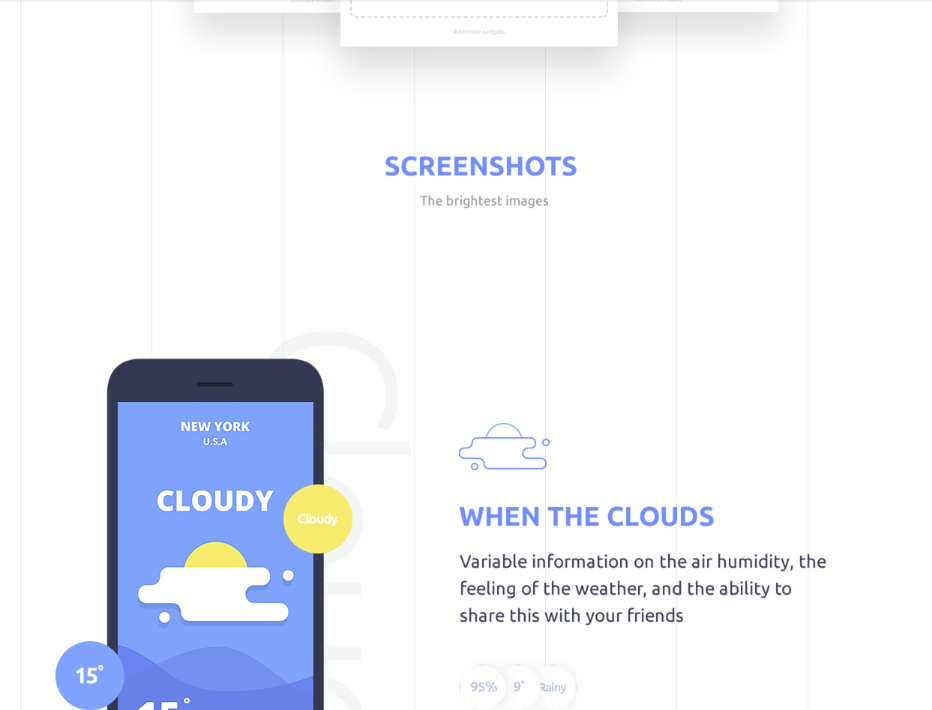 Add more widgets
SCREENSHOTS
The brightest images
NEW YORK
U.S.A
CLOUDY
Cloudy
15°
15°
WHEN THE CLOUDS
Variable information on the air humidity, the
feeling of the weather, and the ability to
share this with your friends
95% 9° Rainy